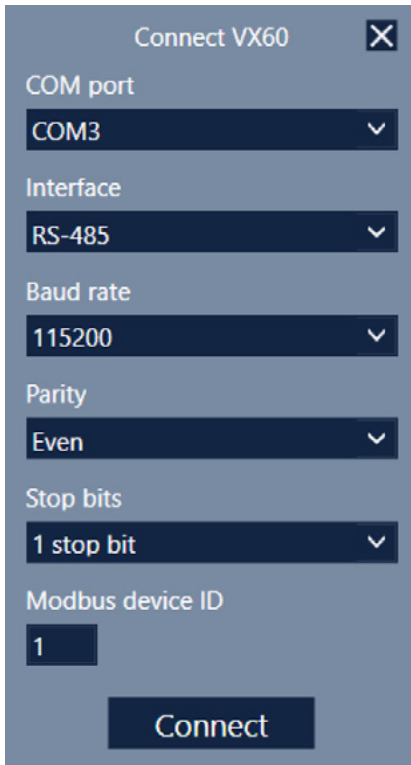 Connect VX60
COM port
COM3
Interface
RS-485
Baud rate
115200
Parity
Even
Stop bits
1 stop bit
Modbus device ID
1
Connect